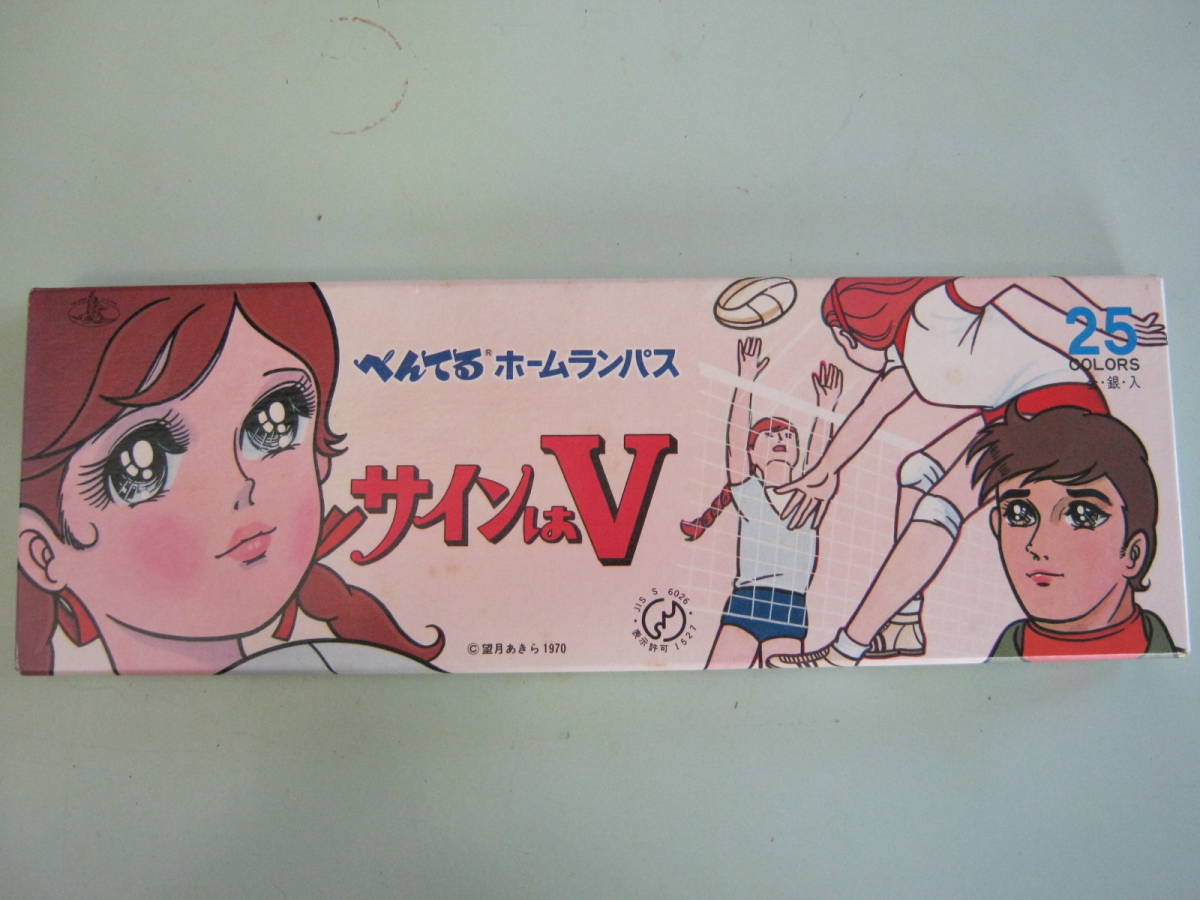 ぺんてる® ホームランパス
サインはV
25
COLORS
金・銀・入
JIS S 6026
表示許可 1527
© 望月あきら 1970